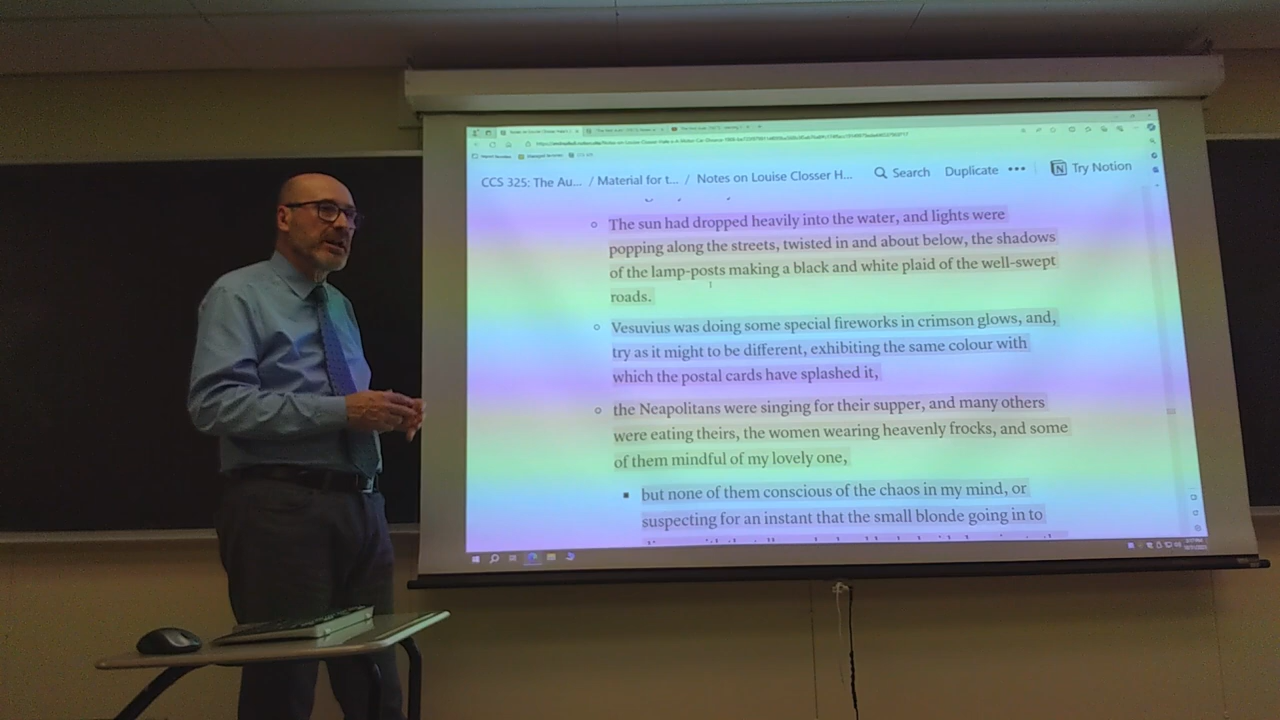 CCS 325: The Au... / Material for t... / Notes on Louise Closser H... Search Duplicate ••• Try Notion
The sun had dropped heavily into the water, and lights were
popping along the streets, twisted in and about below, the shadows
of the lamp-posts making a black and white plaid of the well-swept
roads.
Vesuvius was doing some special fireworks in crimson glows, and,
try as it might to be different, exhibiting the same colour with
which the postal cards have splashed it,
the Neapolitans were singing for their supper, and many others
were eating theirs, the women wearing heavenly frocks, and some
of them mindful of my lovely one,
but none of them conscious of the chaos in my mind, or
suspecting for an instant that the small blonde going in to